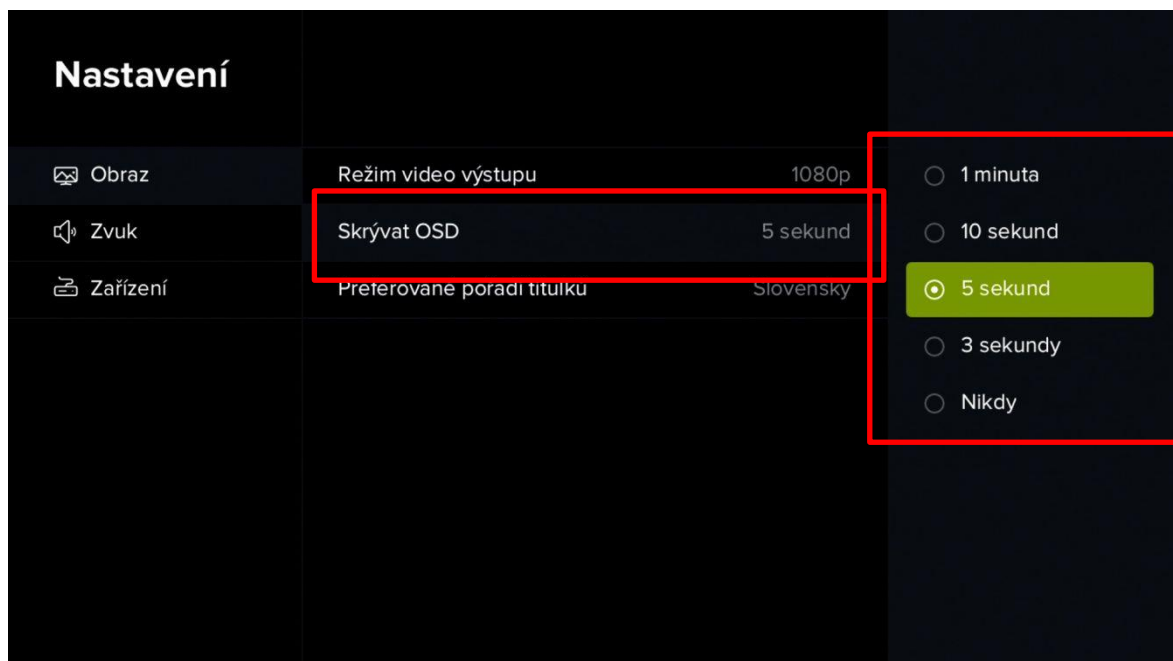 Nastavení
Obraz
Zvuk
Zařízení
Režim video výstupu 1080p
Skrývat OSD 5 sekund
Preferované pořadí titulků Slovensky
1 minuta
10 sekund
5 sekund
3 sekundy
Nikdy